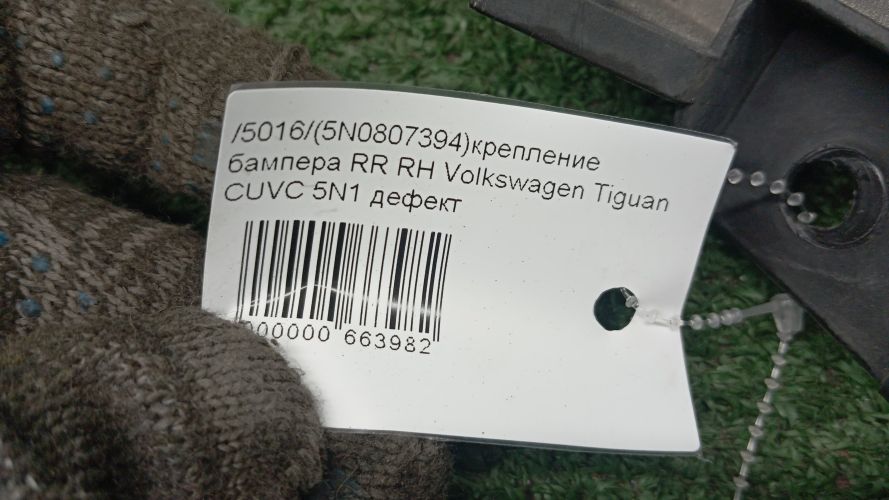 /5016/(5N0807394)крепление
бампера RR RH Volkswagen Tiguan
CUVC 5N1 дефект
000000 663982